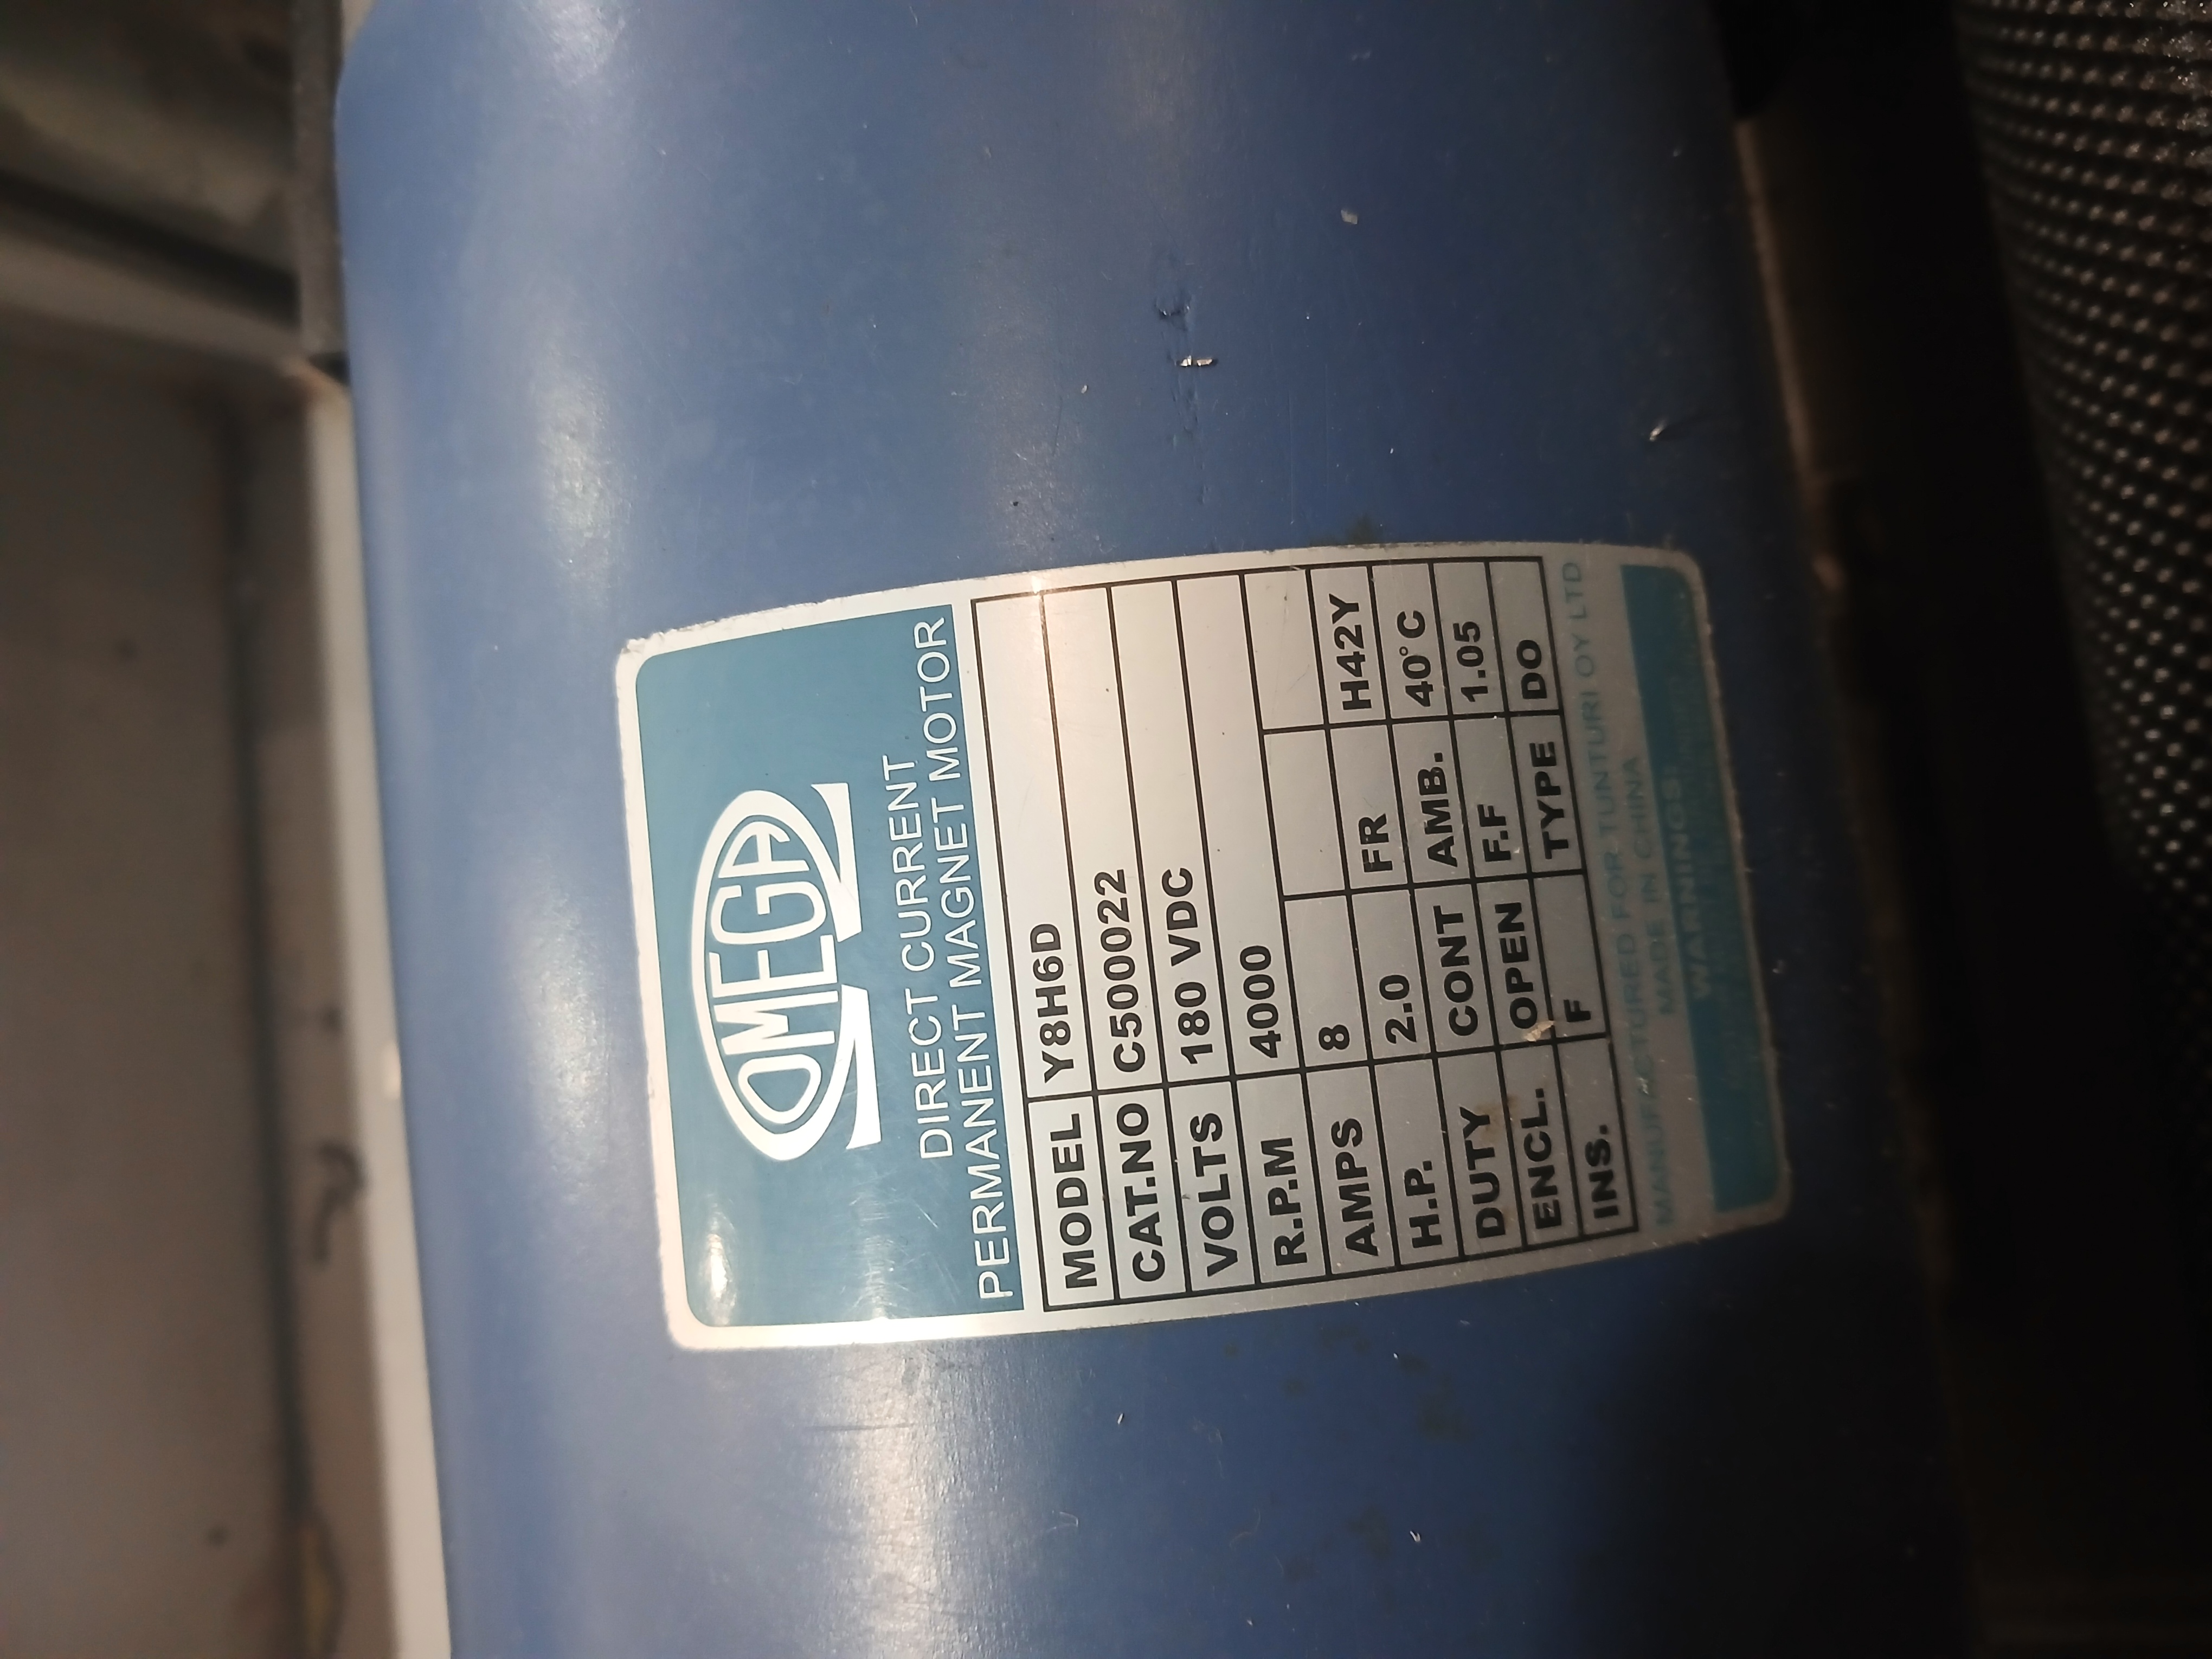 OMEGA
DIRECT CURRENT
PERMANENT MAGNET MOTOR
MODEL Y8H6D
CAT.NO C500022
VOLTS 180 VDC
R.P.M 4000
AMPS 8
H.P. 2.0 FR H42Y
DUTY CONT AMB. 40°C
ENCL. OPEN F.F 1.05
INS. F TYPE DO
MANUFACTURED FOR TUNTURI OY LTD
MADE IN CHINA
WARNINGS!